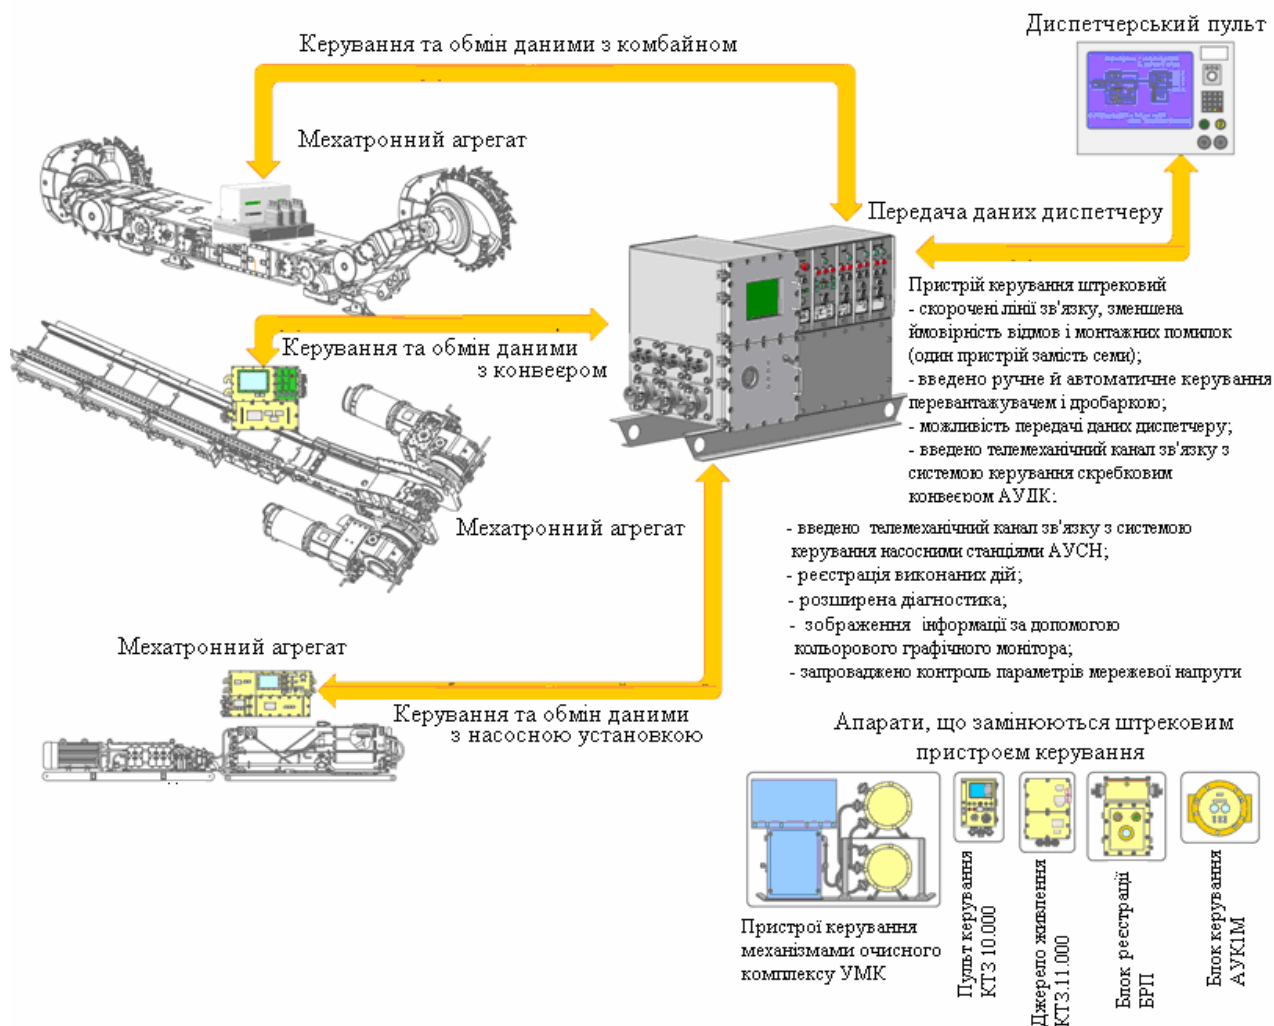 Диспетчерський пульт
Керування та обмін даними з комбайном
Мехатронний агрегат
Передача даних диспетчеру
Пристрій керування штрековий
- скорочені лінії зв'язку, зменшена
ймовірність відмов і монтажних помилок
(один пристрій замість семи);
- введено ручне й автоматичне керування
перевантажувачем і дробаркою;
- можливість передачі даних диспетчеру;
- введено телемеханічний канал зв'язку з
системою керування скребковим
конвеєром АУДК;
Керування та обмін даними
з конвеєром
Мехатронний агрегат
- введено телемеханічний канал зв'язку з системою
керування насосними станціями АУСН;
- реєстрація виконаних дій;
- розширена діагностика;
- зображення інформації за допомогою
кольорового графічного монітора;
- запроваджено контроль параметрів мережевої напруги
Мехатронний агрегат
Керування та обмін даними
з насосною установкою
Апарати, що замінюються штрековим
пристроєм керування
Пристрої керування
механізмами очисного
комплексу УМК
Пульт керування
КТЗ 10.000
Джерело живлення
КТЗ.11.000
Блок реєстрації
БРП
Блок керування
АУК1М